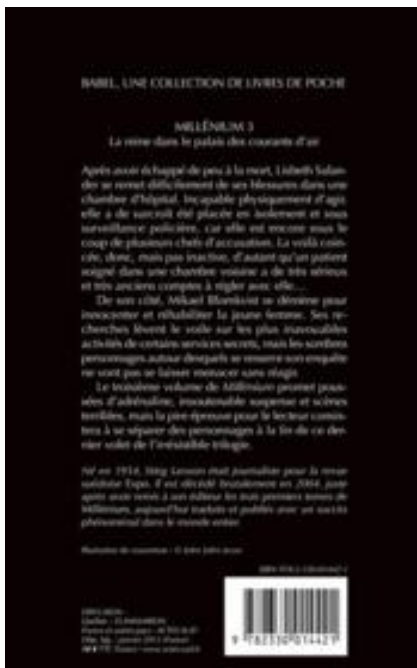 BABEL, UNE COLLECTION DE LIVRES DE POCHE
MILLÉNIUM 3
La reine dans le palais des courants d'air
Après avoir échappé de peu à la mort, Lisbeth Salan-
der se remet difficilement de ses blessures dans une
chambre d'hôpital. Incapable physiquement d'agir,
elle a de surcroît été placée en isolement et sous
surveillance policière, car elle est encore sous le
coup de plusieurs chefs d'accusation. La voilà coin-
cée, donc, mais pas inactive, d'autant qu'un patient
soigné dans une chambre voisine a de très sérieux
et très anciens comptes à régler avec elle…
De son côté, Mikael Blomkvist se démène pour
innocenter et réhabiliter la jeune femme. Ses re-
cherches lèvent le voile sur les plus inavouables
activités de certains services secrets, mais les sombres
personnages autour desquels se resserre son enquête
ne vont pas se laisser menacer sans réagir.
Le troisième volume de Millénium promet pous-
sées d'adrénaline, insoutenable suspense et scènes
terribles, mais la pire épreuve pour le lecteur consis-
tera à se séparer des personnages à la fin de ce der-
nier volet de l'irrésistible trilogie.
Né en 1954, Stieg Larsson était journaliste pour la revue
suédoise Expo. Il est décédé brutalement en 2004, juste
après avoir remis à son éditeur les trois premiers tomes de
Millénium, aujourd'hui traduits et publiés avec un succès
phénoménal dans le monde entier.
Illustration de couverture : © John John Jesse
9 782330 014421